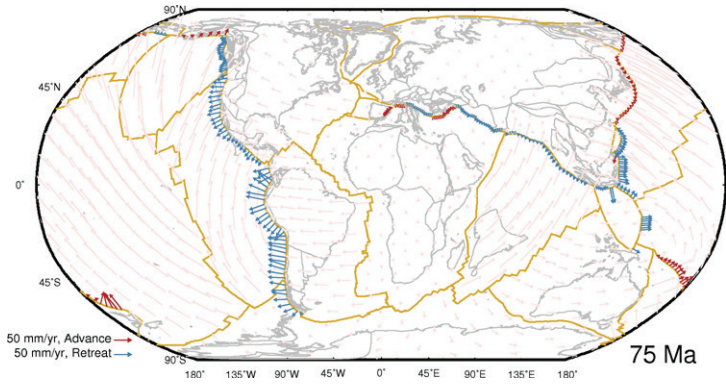 90˚N
45˚N
0˚
45˚S
90˚S
50 mm/yr, Advance
50 mm/yr, Retreat
75 Ma
180˚ 135˚W 90˚W 45˚W 0˚ 45˚E 90˚E 135˚E 180˚